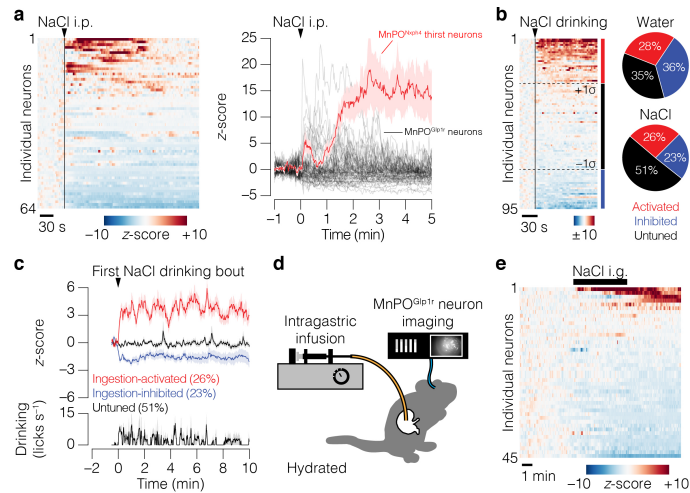 a
NaCl i.p.
1
Individual neurons
64
30 s
−10 z-score +10
NaCl i.p.
MnPO^Nxph4 thirst neurons
MnPO^Glp1r neurons
z-score
25
20
15
10
5
0
−5
−1 0 1 2 3 4 5
Time (min)
b
NaCl drinking
1
Individual neurons
95
+1σ
−1σ
30 s
±10
Water
28%
36%
35%
NaCl
26%
23%
51%
Activated
Inhibited
Untuned
c
First NaCl drinking bout
z-score
6
3
0
−3
−6
Ingestion-activated (26%)
Ingestion-inhibited (23%)
Untuned (51%)
Drinking
(licks s⁻¹)
15
0
−2 0 2 4 6 8 10
Time (min)
d
MnPO^Glp1r neuron
imaging
Intragastric
infusion
Hydrated
e
NaCl i.g.
1
Individual neurons
45
1 min
−10 z-score +10